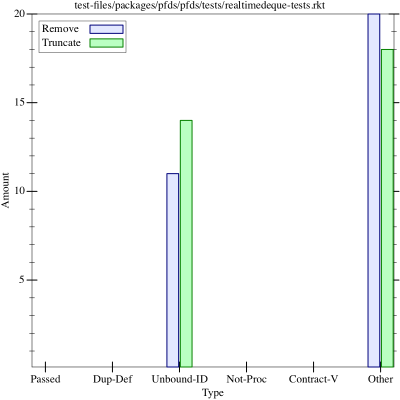 test-files/packages/pfds/pfds/tests/realtimedeque-tests.rkt
20
Remove
Truncate
15
Amount
10
5
Passed Dup-Def Unbound-ID Not-Proc Contract-V Other
Type